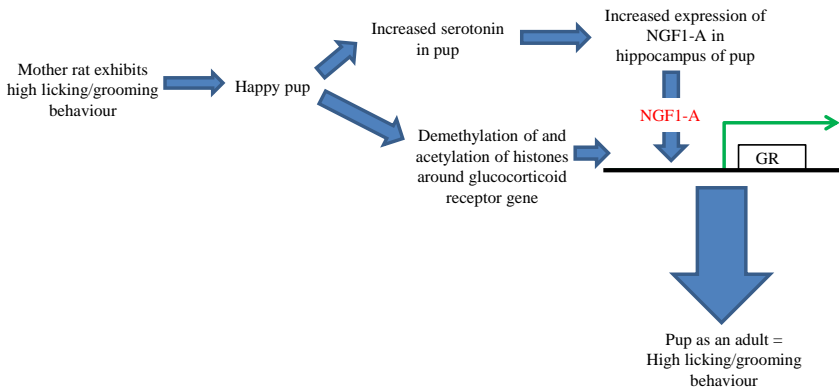 Mother rat exhibits
high licking/grooming
behaviour
Happy pup
Increased serotonin
in pup
Increased expression of
NGF1-A in
hippocampus of pup
NGF1-A
Demethylation of and
acetylation of histones
around glucocorticoid
receptor gene
GR
Pup as an adult =
High licking/grooming
behaviour